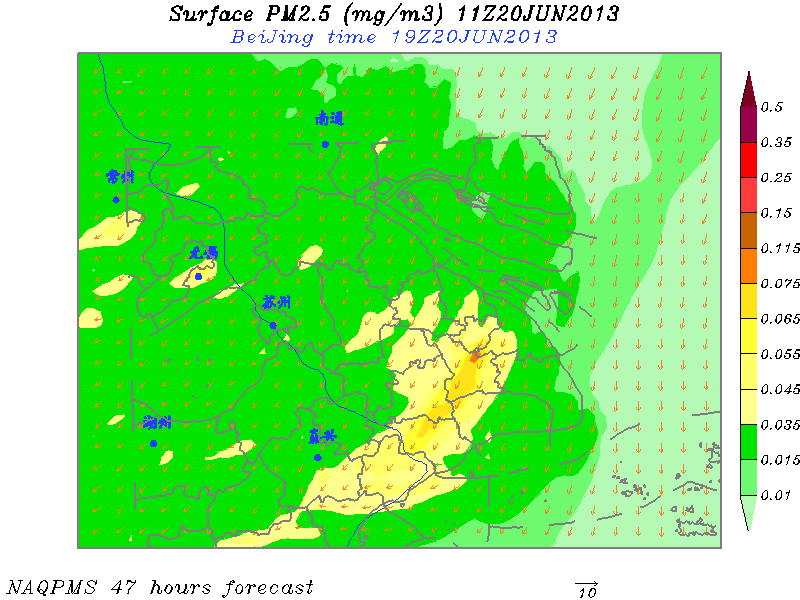 Surface PM2.5 (mg/m3) 11Z20JUN2013
BeiJing time 19Z20JUN2013
南通
常州
无锡
苏州
湖州
嘉兴
0.5
0.35
0.25
0.15
0.115
0.075
0.065
0.055
0.045
0.035
0.015
0.01
NAQPMS 47 hours forecast
10